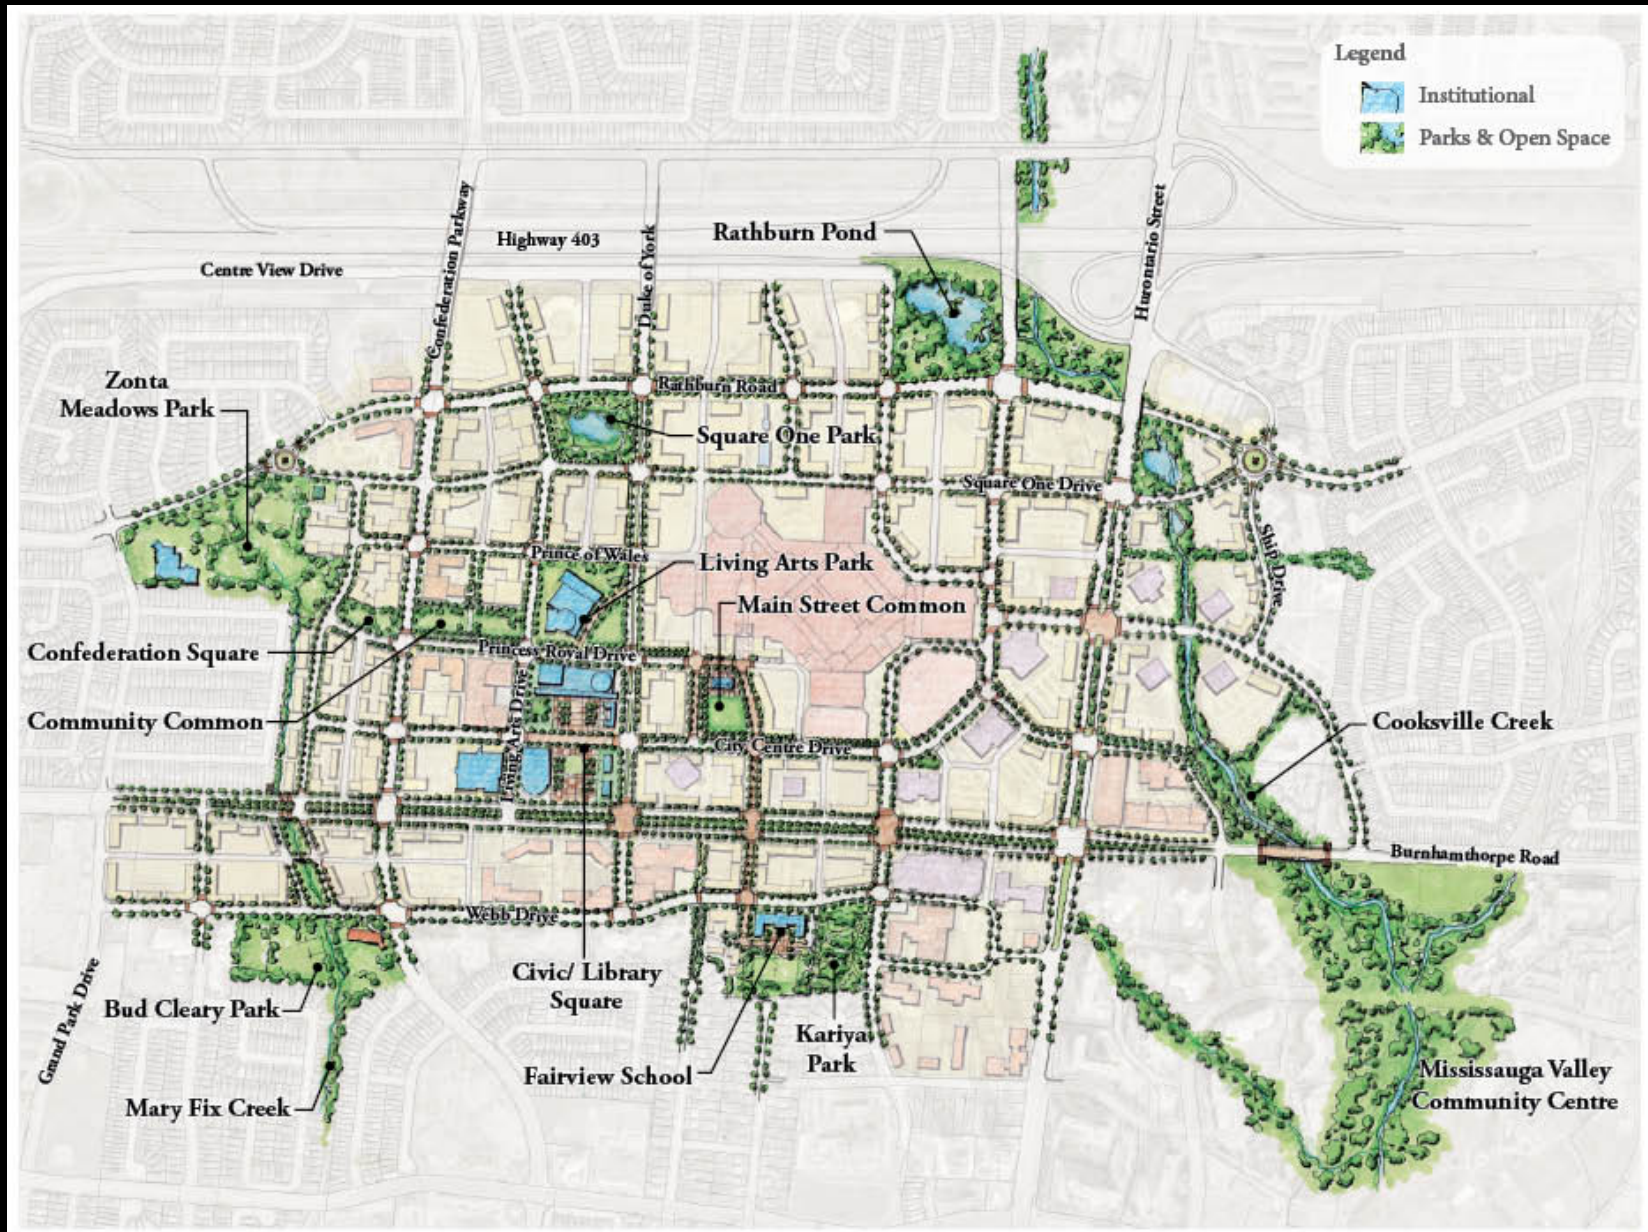 Legend
Institutional
Parks & Open Space
Highway 403
Centre View Drive
Confederation Parkway
Duke of York
Hurontario Street
Rathburn Pond
Zonta
Meadows Park
Rathburn Road
Square One Park
Square One Drive
Prince of Wales
Living Arts Park
Main Street Common
Ship Drive
Confederation Square
Princess Royal Drive
Community Common
Living Arts Drive
City Centre Drive
Cooksville Creek
Burnhamthorpe Road
Webb Drive
Grand Park Drive
Civic/ Library
Square
Bud Cleary Park
Kariya
Park
Fairview School
Mary Fix Creek
Mississauga Valley
Community Centre